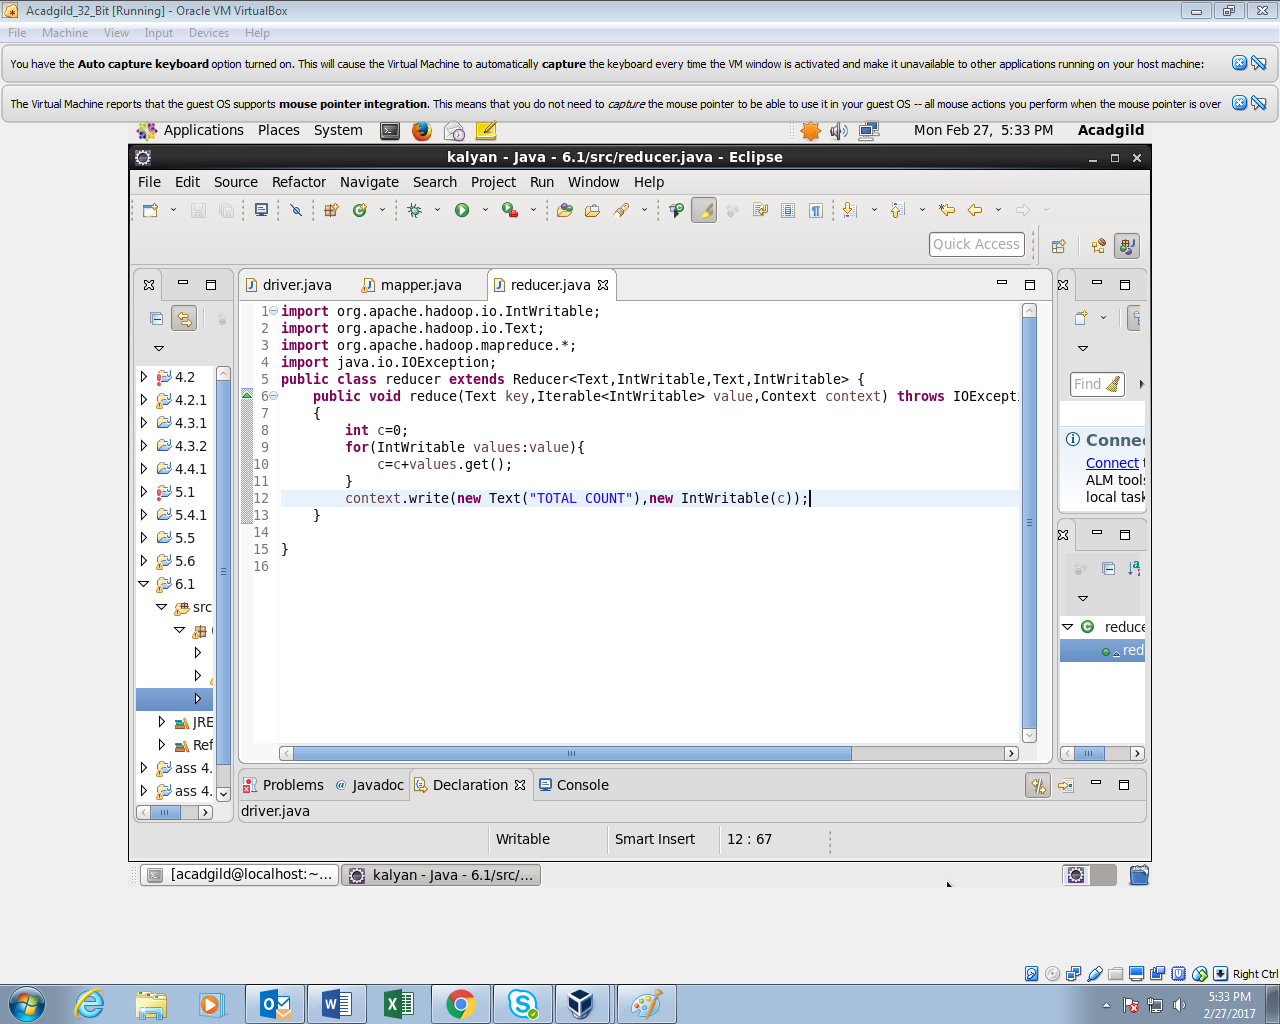 Acadgild_32_Bit [Running] - Oracle VM VirtualBox
File Machine View Input Devices Help
You have the Auto capture keyboard option turned on. This will cause the Virtual Machine to automatically capture the keyboard every time the VM window is activated and make it unavailable to other applications running on your host machine:
The Virtual Machine reports that the guest OS supports mouse pointer integration. This means that you do not need to capture the mouse pointer to be able to use it in your guest OS -- all mouse actions you perform when the mouse pointer is over
Applications Places System Mon Feb 27, 5:33 PM Acadgild
kalyan - Java - 6.1/src/reducer.java - Eclipse
File Edit Source Refactor Navigate Search Project Run Window Help
Quick Access
driver.java mapper.java reducer.java
1 import org.apache.hadoop.io.IntWritable;
2 import org.apache.hadoop.io.Text;
3 import org.apache.hadoop.mapreduce.*;
4 import java.io.IOException;
5 public class reducer extends Reducer<Text,IntWritable,Text,IntWritable> {
6 public void reduce(Text key,Iterable<IntWritable> value,Context context) throws IOExcepti
7 {
8 int c=0;
9 for(IntWritable values:value){
10 c=c+values.get();
11 }
12 context.write(new Text("TOTAL COUNT"),new IntWritable(c));
13 }
14
15 }
16
4.2
4.2.1
4.3.1
4.3.2
4.4.1
5.1
5.4.1
5.5
5.6
6.1
src
JRE
Ref
ass 4.
ass 4.
Find
Connec
Connect
ALM tools
local task
reduce
red
Problems Javadoc Declaration Console
driver.java
Writable Smart Insert 12 : 67
[acadgild@localhost:~... kalyan - Java - 6.1/src/...
Right Ctrl
5:33 PM
2/27/2017